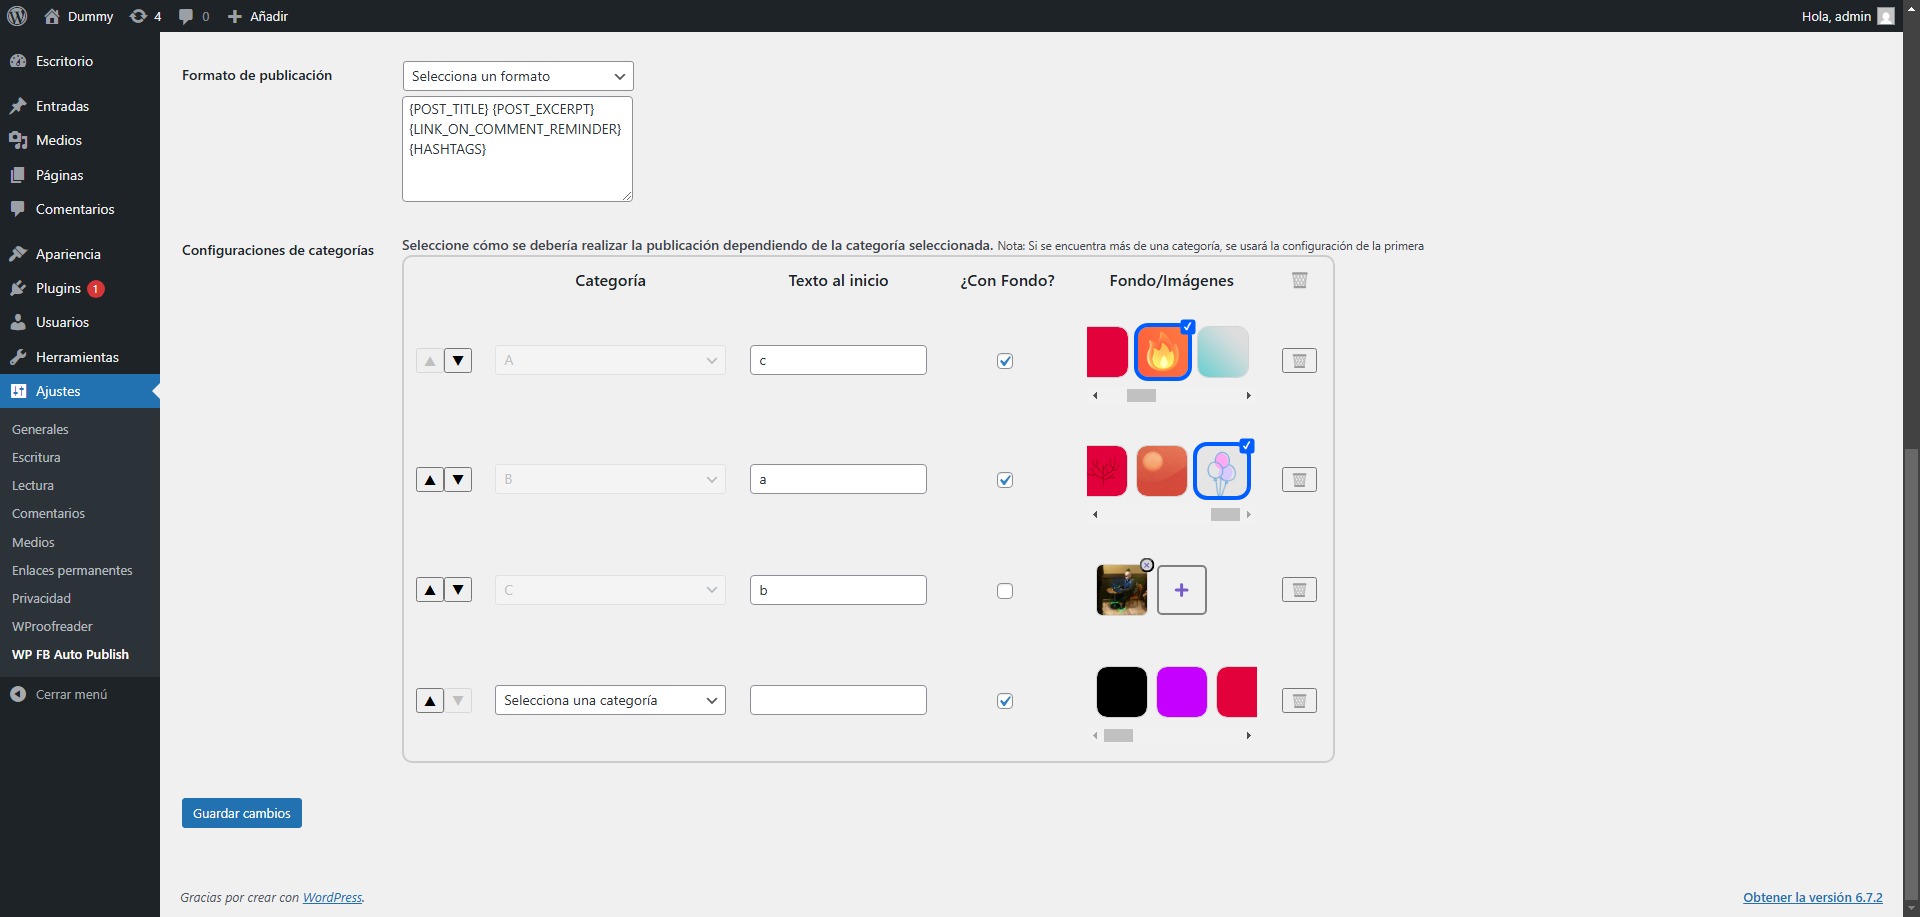 Dummy
4
0
Añadir
Hola, admin
Escritorio
Entradas
Medios
Páginas
Comentarios
Apariencia
Plugins 1
Usuarios
Herramientas
Ajustes
Generales
Escritura
Lectura
Comentarios
Medios
Enlaces permanentes
Privacidad
WProofreader
WP FB Auto Publish
Cerrar menú
Formato de publicación
Selecciona un formato
{POST_TITLE} {POST_EXCERPT}
{LINK_ON_COMMENT_REMINDER}
{HASHTAGS}
Configuraciones de categorías
Seleccione cómo se debería realizar la publicación dependiendo de la categoría seleccionada. Nota: Si se encuentra más de una categoría, se usará la configuración de la primera
Categoría
Texto al inicio
¿Con Fondo?
Fondo/Imágenes
A
c
B
a
C
b
Selecciona una categoría
Guardar cambios
Gracias por crear con WordPress.
Obtener la versión 6.7.2